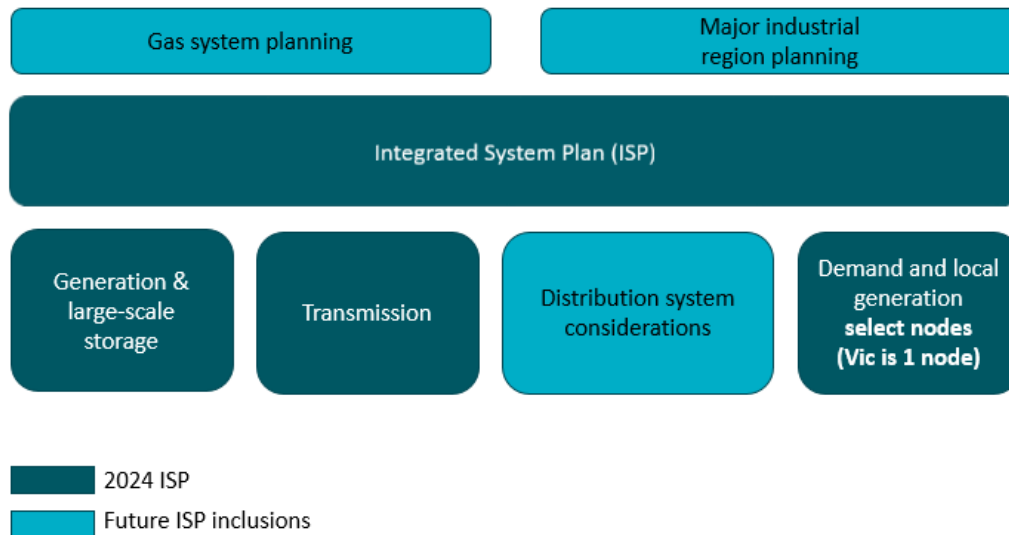 Gas system planning
Major industrial
region planning
Integrated System Plan (ISP)
Generation &
large-scale
storage
Transmission
Distribution system
considerations
Demand and local
generation
select nodes
(Vic is 1 node)
2024 ISP
Future ISP inclusions